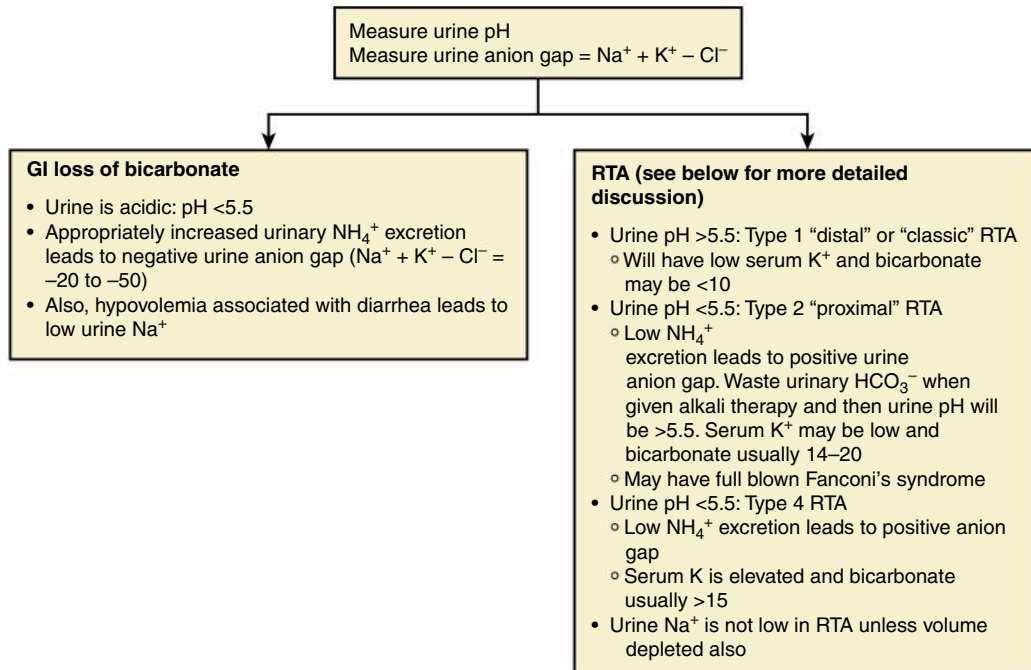 Measure urine pH
Measure urine anion gap = Na⁺ + K⁺ – Cl⁻
GI loss of bicarbonate
• Urine is acidic: pH <5.5
• Appropriately increased urinary NH₄⁺ excretion
leads to negative urine anion gap (Na⁺ + K⁺ – Cl⁻ =
–20 to –50)
• Also, hypovolemia associated with diarrhea leads to
low urine Na⁺
RTA (see below for more detailed
discussion)
• Urine pH >5.5: Type 1 “distal” or “classic” RTA
○ Will have low serum K⁺ and bicarbonate
may be <10
• Urine pH <5.5: Type 2 “proximal” RTA
○ Low NH₄⁺
excretion leads to positive urine
anion gap. Waste urinary HCO₃⁻ when
given alkali therapy and then urine pH will
be >5.5. Serum K⁺ may be low and
bicarbonate usually 14–20
○ May have full blown Fanconi’s syndrome
• Urine pH <5.5: Type 4 RTA
○ Low NH₄⁺ excretion leads to positive anion
gap
○ Serum K is elevated and bicarbonate
usually >15
• Urine Na⁺ is not low in RTA unless volume
depleted also